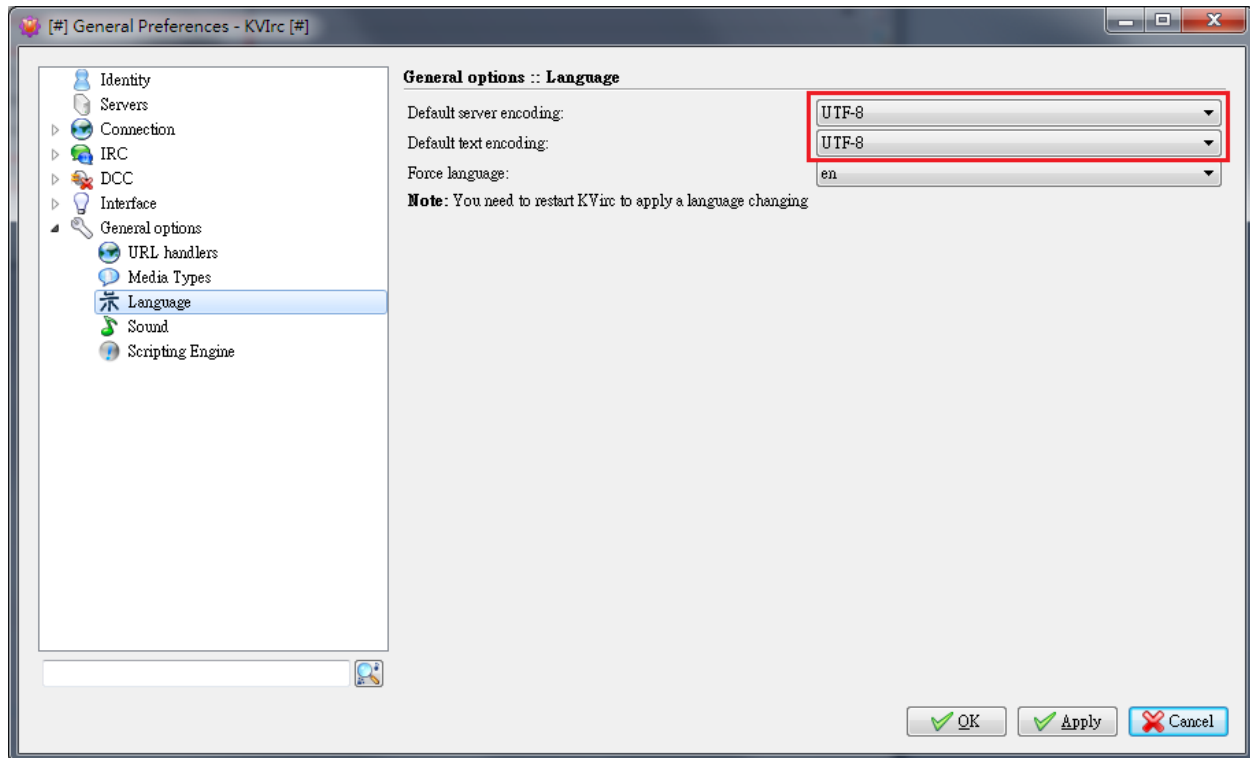 [#] General Preferences - KVIrc [#]
Identity
Servers
Connection
IRC
DCC
Interface
General options
URL handlers
Media Types
Language
Sound
Scripting Engine
General options :: Language
Default server encoding: UTF-8
Default text encoding: UTF-8
Force language: en
Note: You need to restart KVirc to apply a language changing
OK Apply Cancel